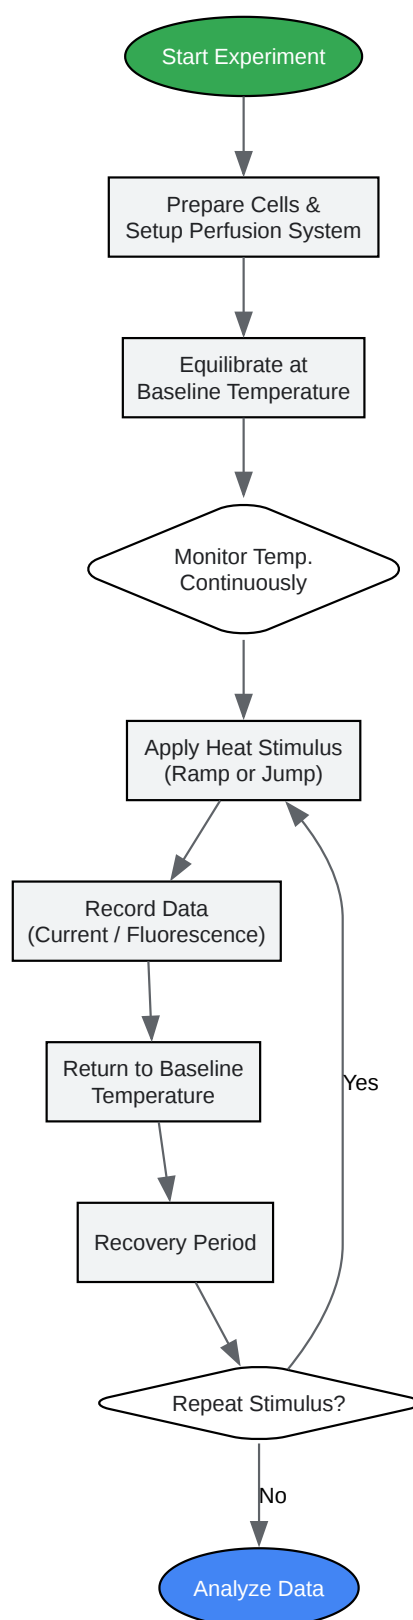 Start Experiment
Prepare Cells &
Setup Perfusion System
Equilibrate at
Baseline Temperature
Monitor Temp.
Continuously
Apply Heat Stimulus
(Ramp or Jump)
Record Data
(Current / Fluorescence)
Return to Baseline
Temperature
Yes
Recovery Period
Repeat Stimulus?
No
Analyze Data